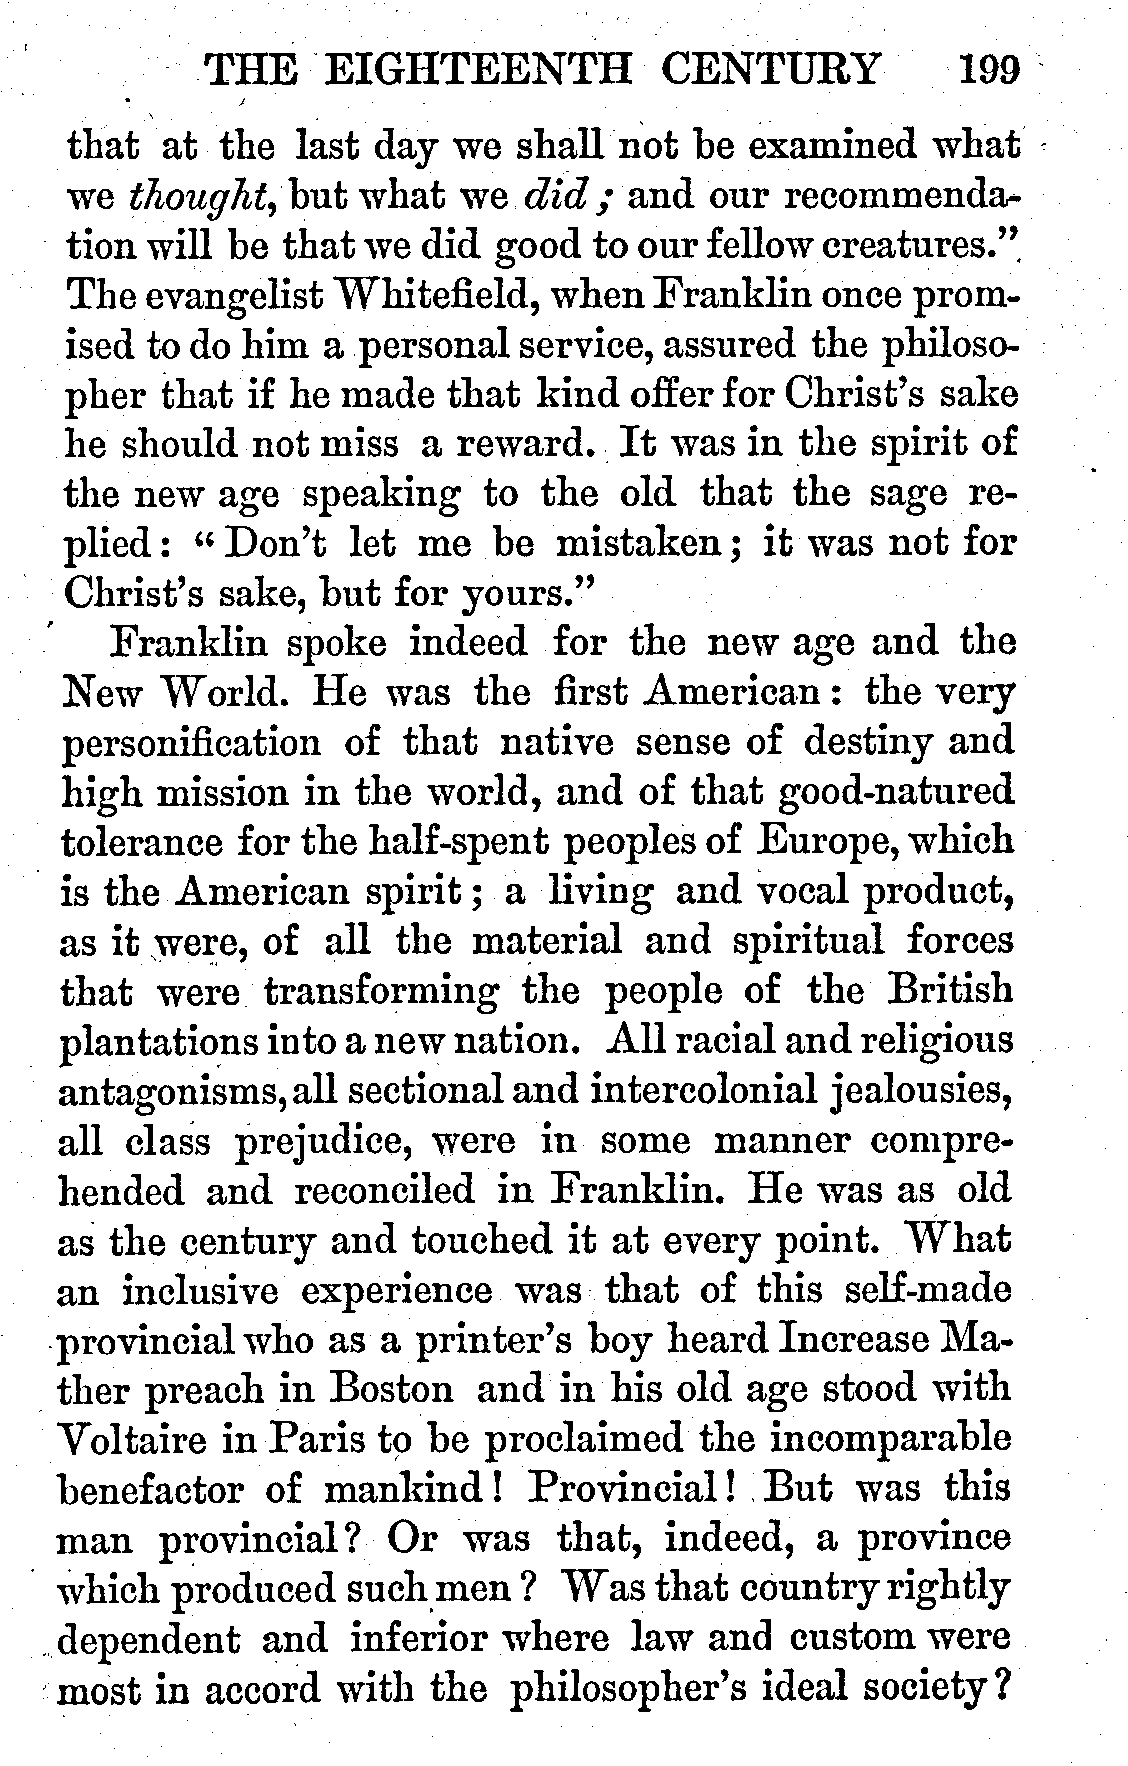 THE EIGHTEENTH CENTURY 199
that at the last day we shall not be examined what
we thought, but what we did; and our recommenda-
tion will be that we did good to our fellow creatures."
The evangelist Whitefield, when Franklin once prom-
ised to do him a personal service, assured the philoso-
pher that if he made that kind offer for Christ's sake
he should not miss a reward. It was in the spirit of
the new age speaking to the old that the sage re-
plied: "Don't let me be mistaken; it was not for
Christ's sake, but for yours."
Franklin spoke indeed for the new age and the
New World. He was the first American: the very
personification of that native sense of destiny and
high mission in the world, and of that good-natured
tolerance for the half-spent peoples of Europe, which
is the American spirit; a living and vocal product,
as it were, of all the material and spiritual forces
that were transforming the people of the British
plantations into a new nation. All racial and religious
antagonisms, all sectional and intercolonial jealousies,
all class prejudice, were in some manner compre-
hended and reconciled in Franklin. He was as old
as the century and touched it at every point. What
an inclusive experience was that of this self-made
provincial who as a printer's boy heard Increase Ma-
ther preach in Boston and in his old age stood with
Voltaire in Paris to be proclaimed the incomparable
benefactor of mankind! Provincial! But was this
man provincial? Or was that, indeed, a province
which produced such men? Was that country rightly
dependent and inferior where law and custom were
most in accord with the philosopher's ideal society?